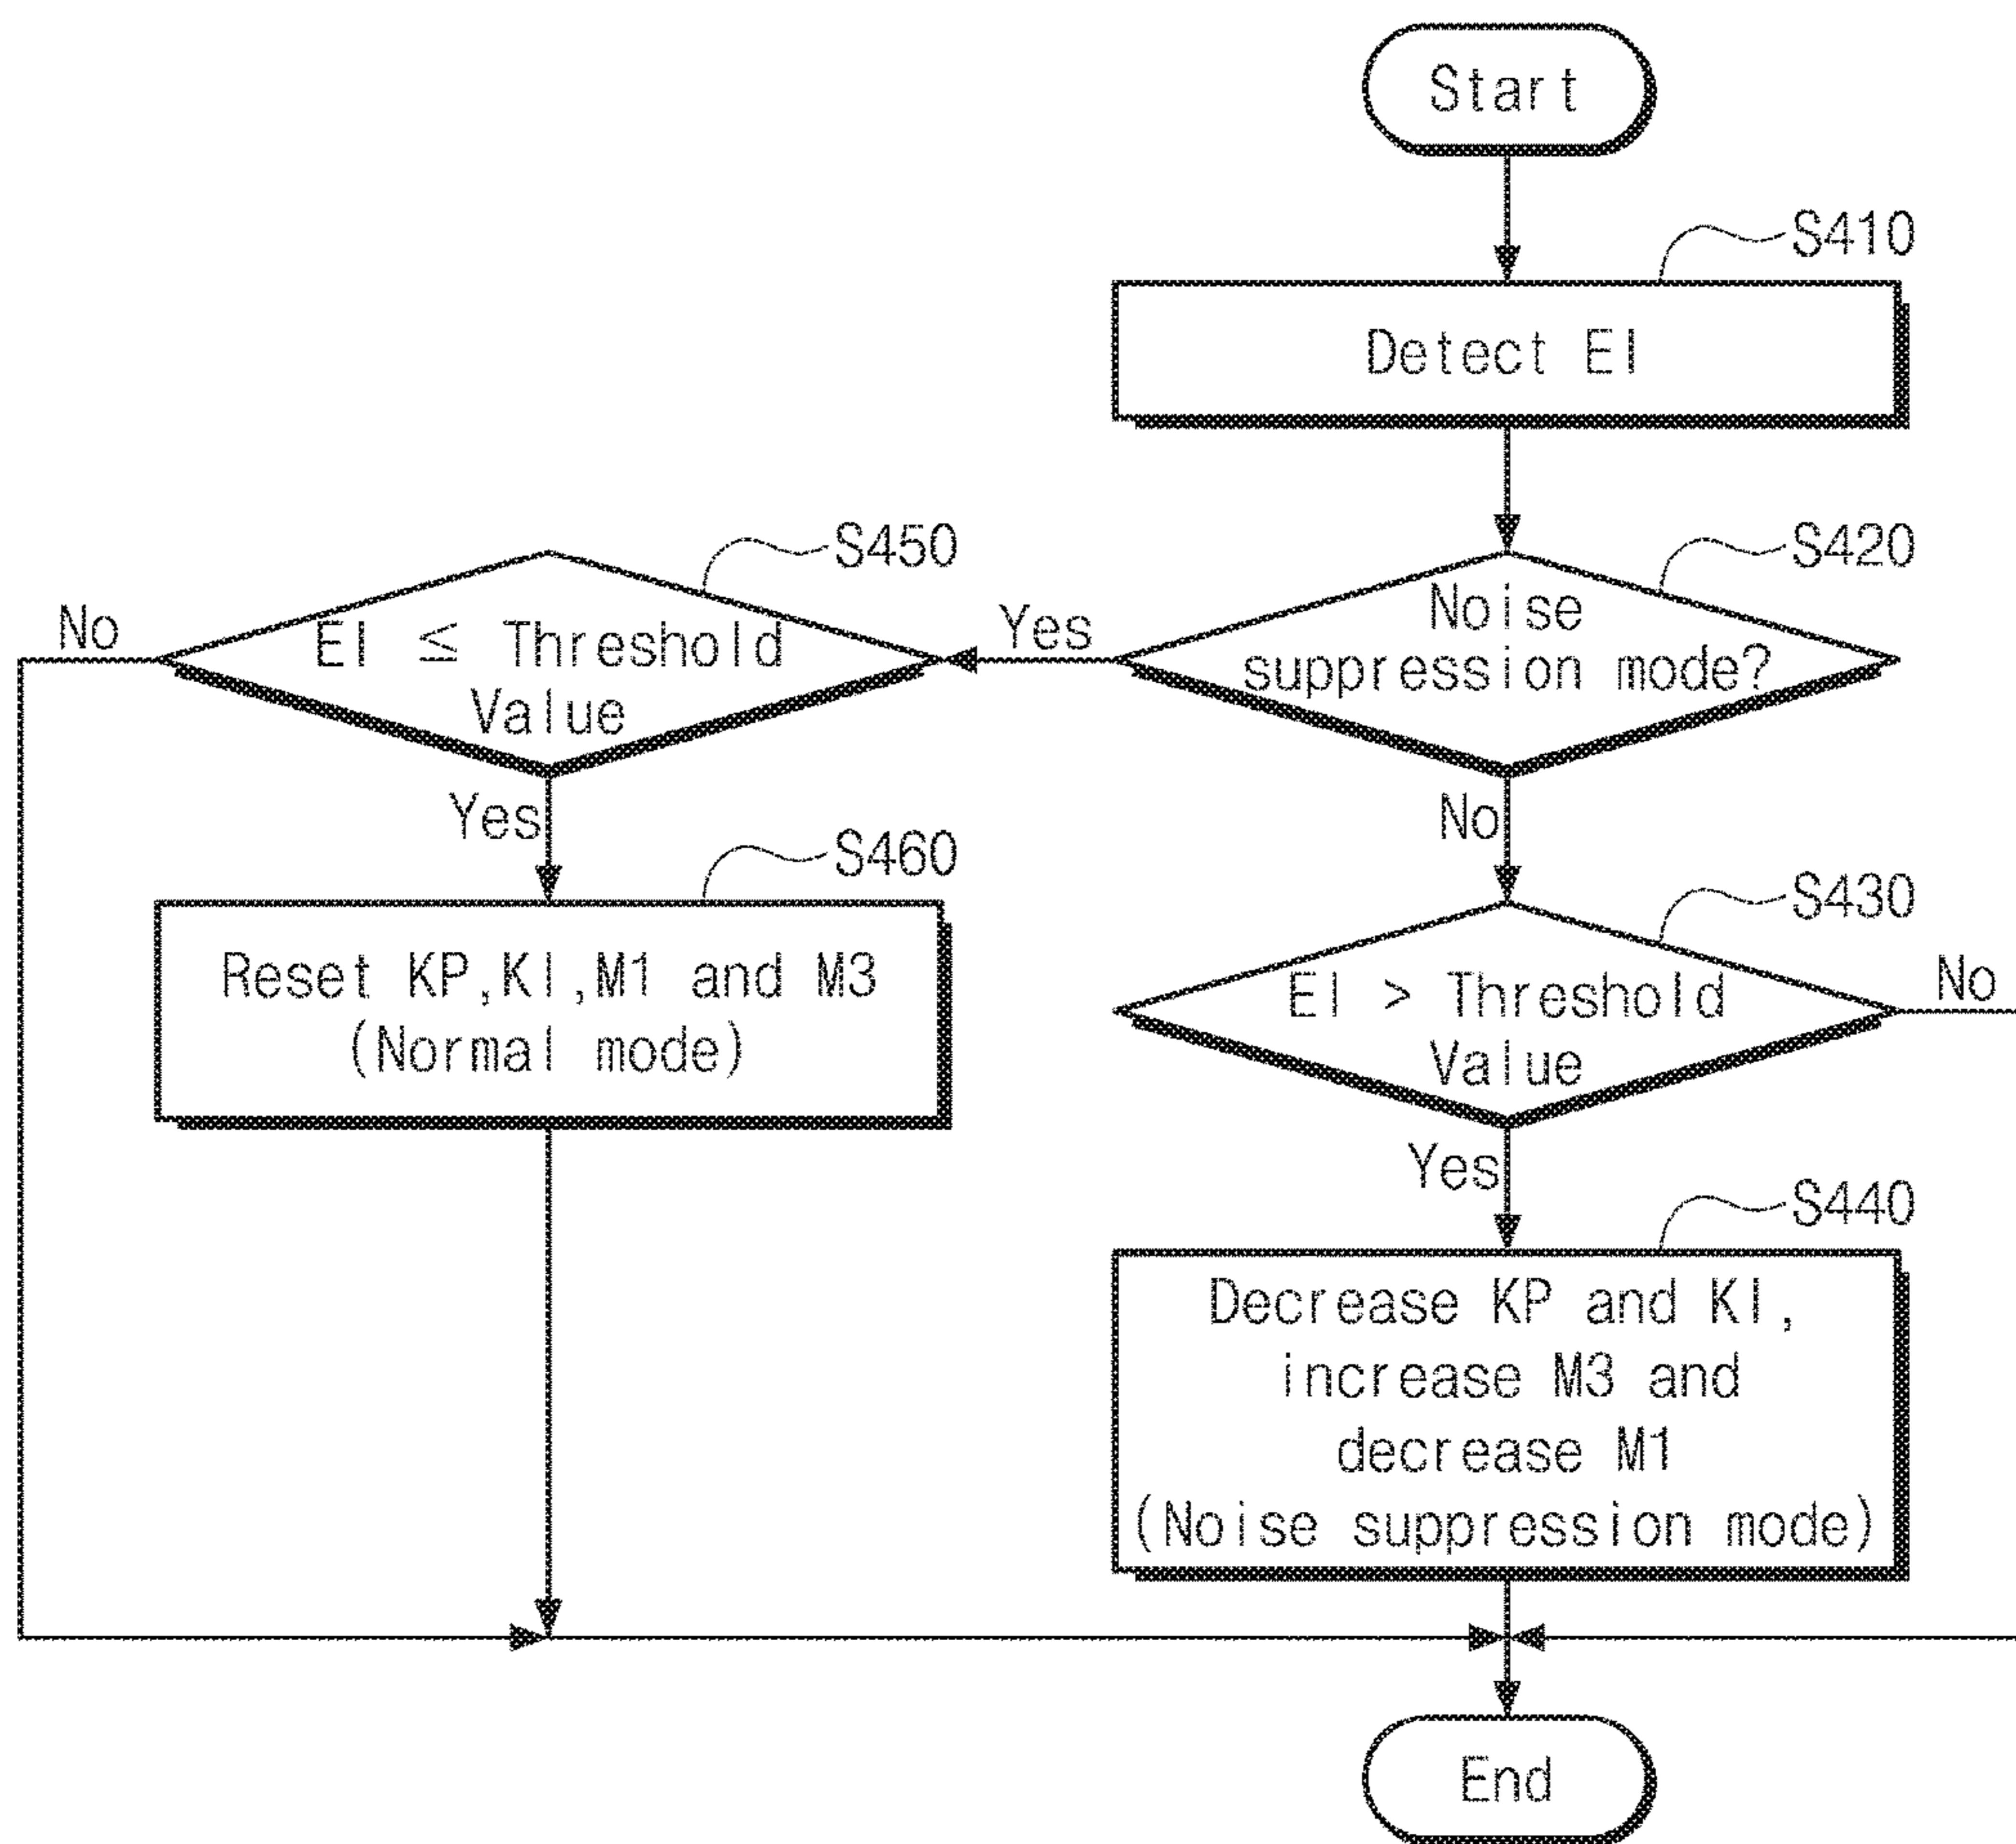 Start
S410
Detect EI
S420
Noise
suppression mode?
Yes
S450
EI ≤ Threshold
Value
No
Yes
S460
Reset KP,KI,M1 and M3
(Normal mode)
No
S430
EI > Threshold
Value
No
Yes
S440
Decrease KP and KI,
increase M3 and
decrease M1
(Noise suppression mode)
End